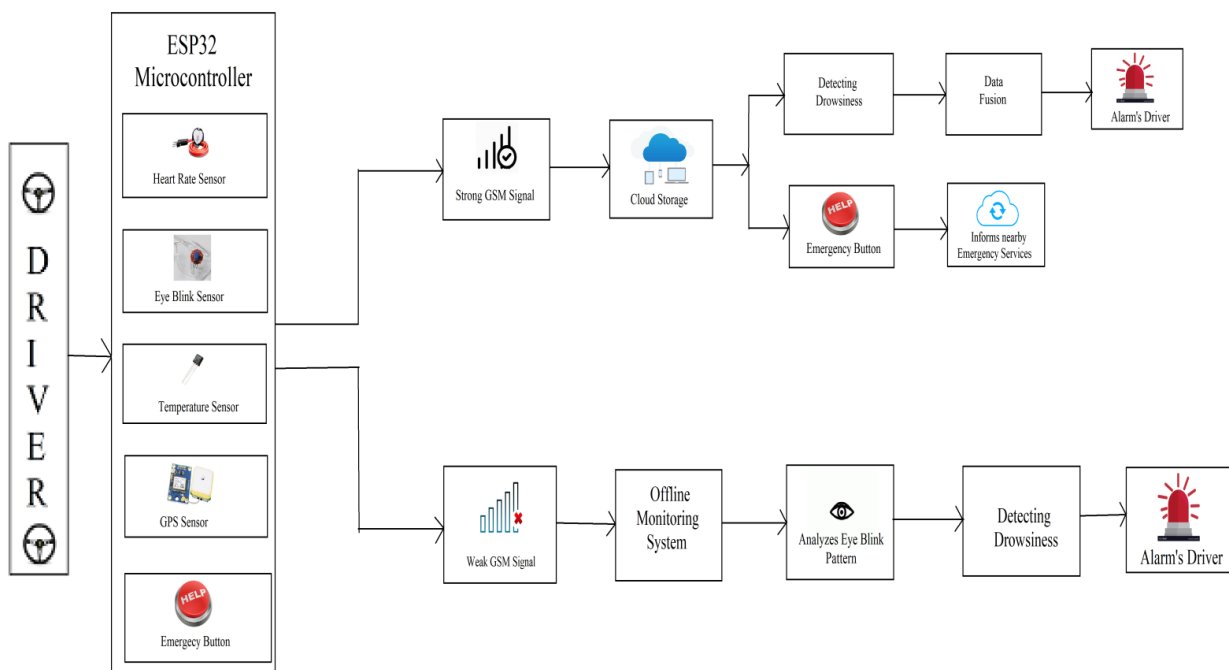 DRIVER
ESP32
Microcontroller
Heart Rate Sensor
Eye Blink Sensor
Temperature Sensor
GPS Sensor
HELP
Emergecy Button
Strong GSM Signal
Cloud Storage
Detecting
Drowsiness
Data
Fusion
Alarm's Driver
HELP
Emergency Button
Informs nearby
Emergency Services
Weak GSM Signal
Offline
Monitoring
System
Analyzes Eye Blink
Pattern
Detecting
Drowsiness
Alarm's Driver